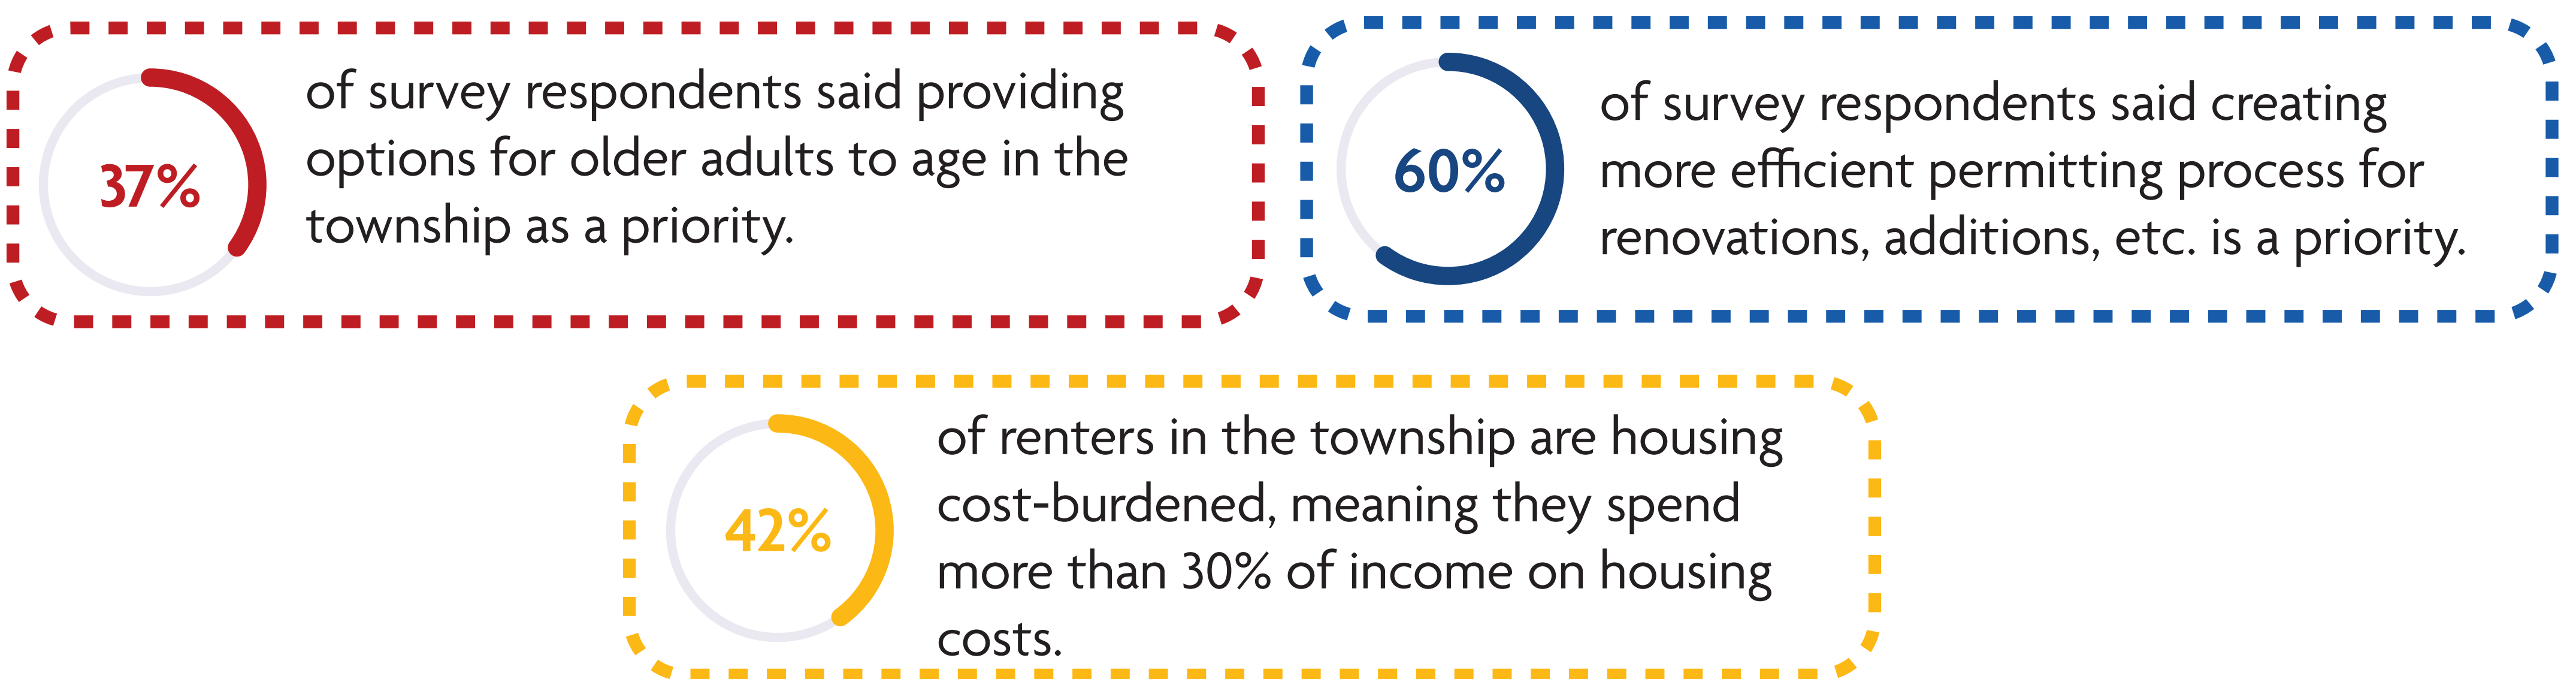 37%
of survey respondents said providing
options for older adults to age in the
township as a priority.
60%
of survey respondents said creating
more efficient permitting process for
renovations, additions, etc. is a priority.
42%
of renters in the township are housing
cost-burdened, meaning they spend
more than 30% of income on housing
costs.